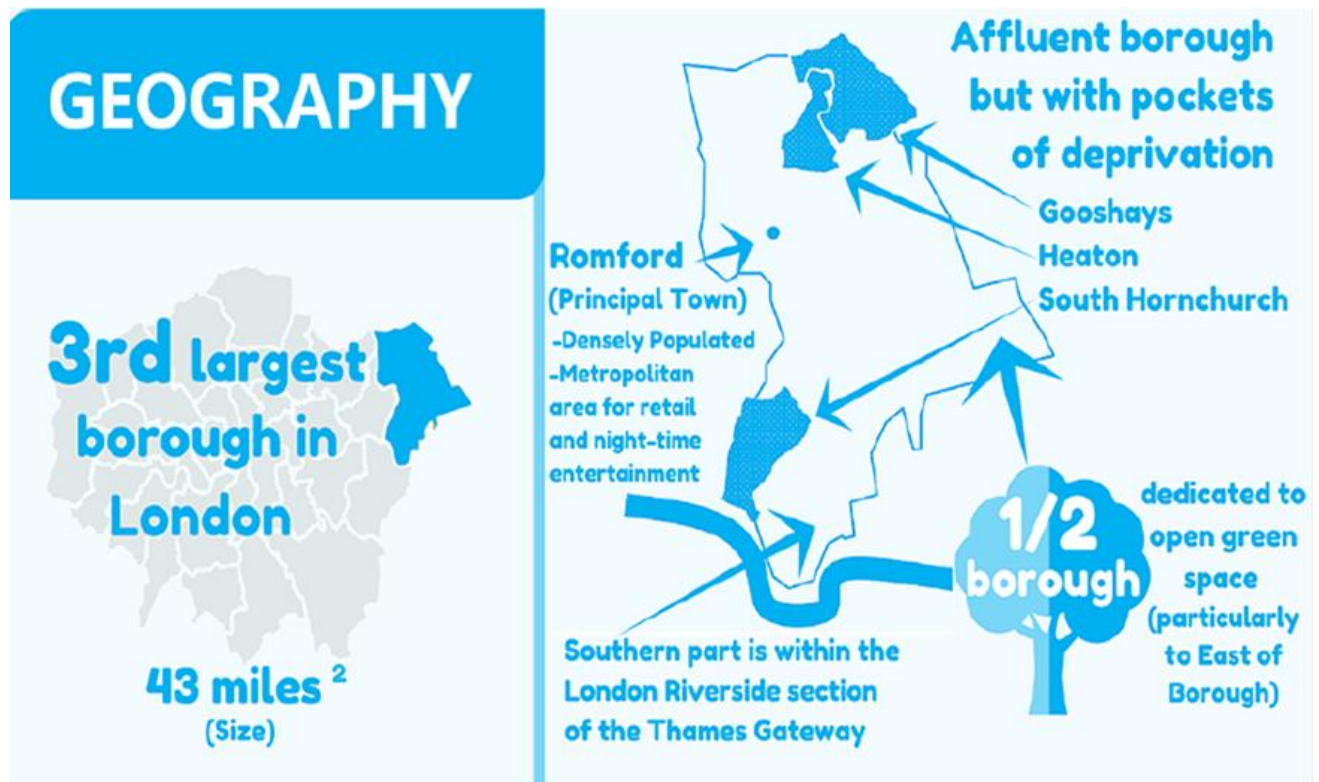 GEOGRAPHY
3rd largest
borough in
London
43 miles ²
(Size)
Affluent borough
but with pockets
of deprivation
Gooshays
Heaton
South Hornchurch
Romford
(Principal Town)
-Densely Populated
-Metropolitan
area for retail
and night-time
entertainment
1/2
borough
dedicated to
open green
space
(particularly
to East of
Borough)
Southern part is within the
London Riverside section
of the Thames Gateway